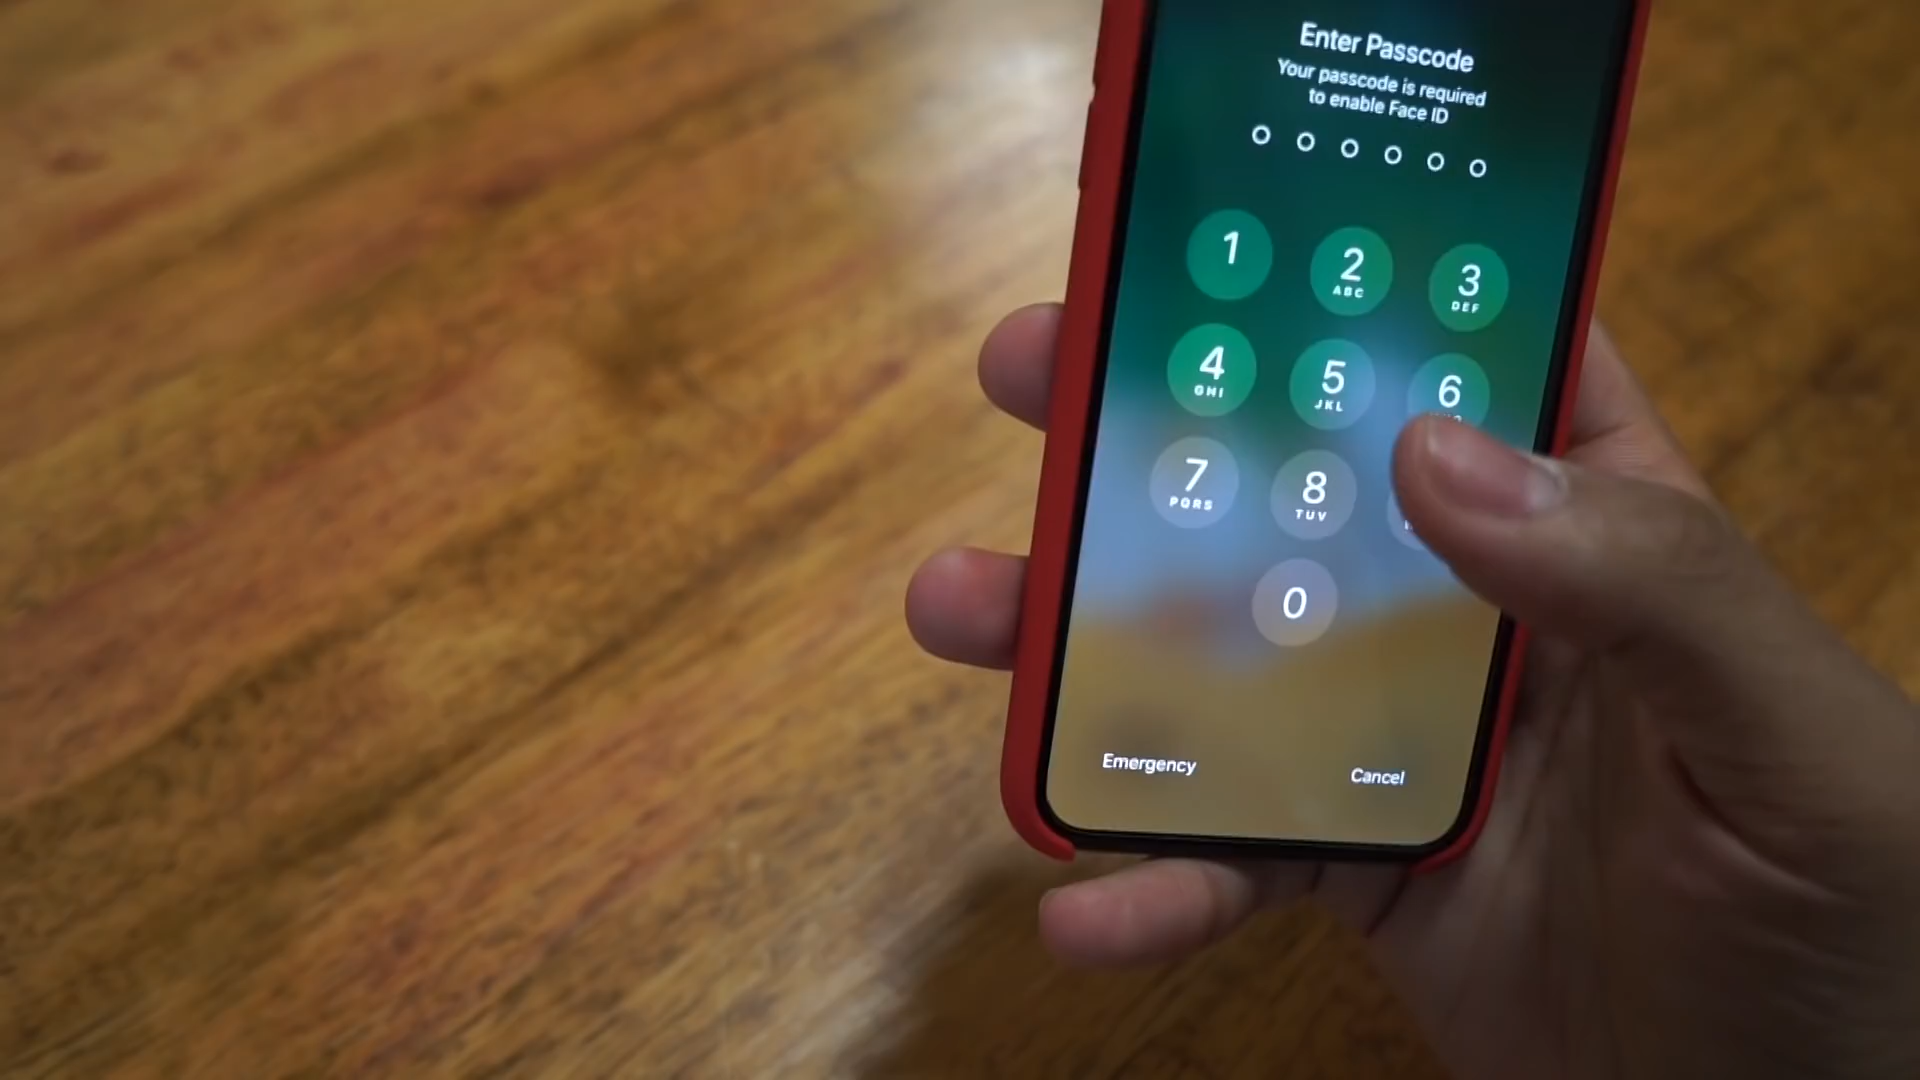 Enter Passcode
Your passcode is required
to enable Face ID
1 2 3
ABC DEF
4 5 6
GHI JKL
7 8
PQRS TUV
0
Emergency Cancel